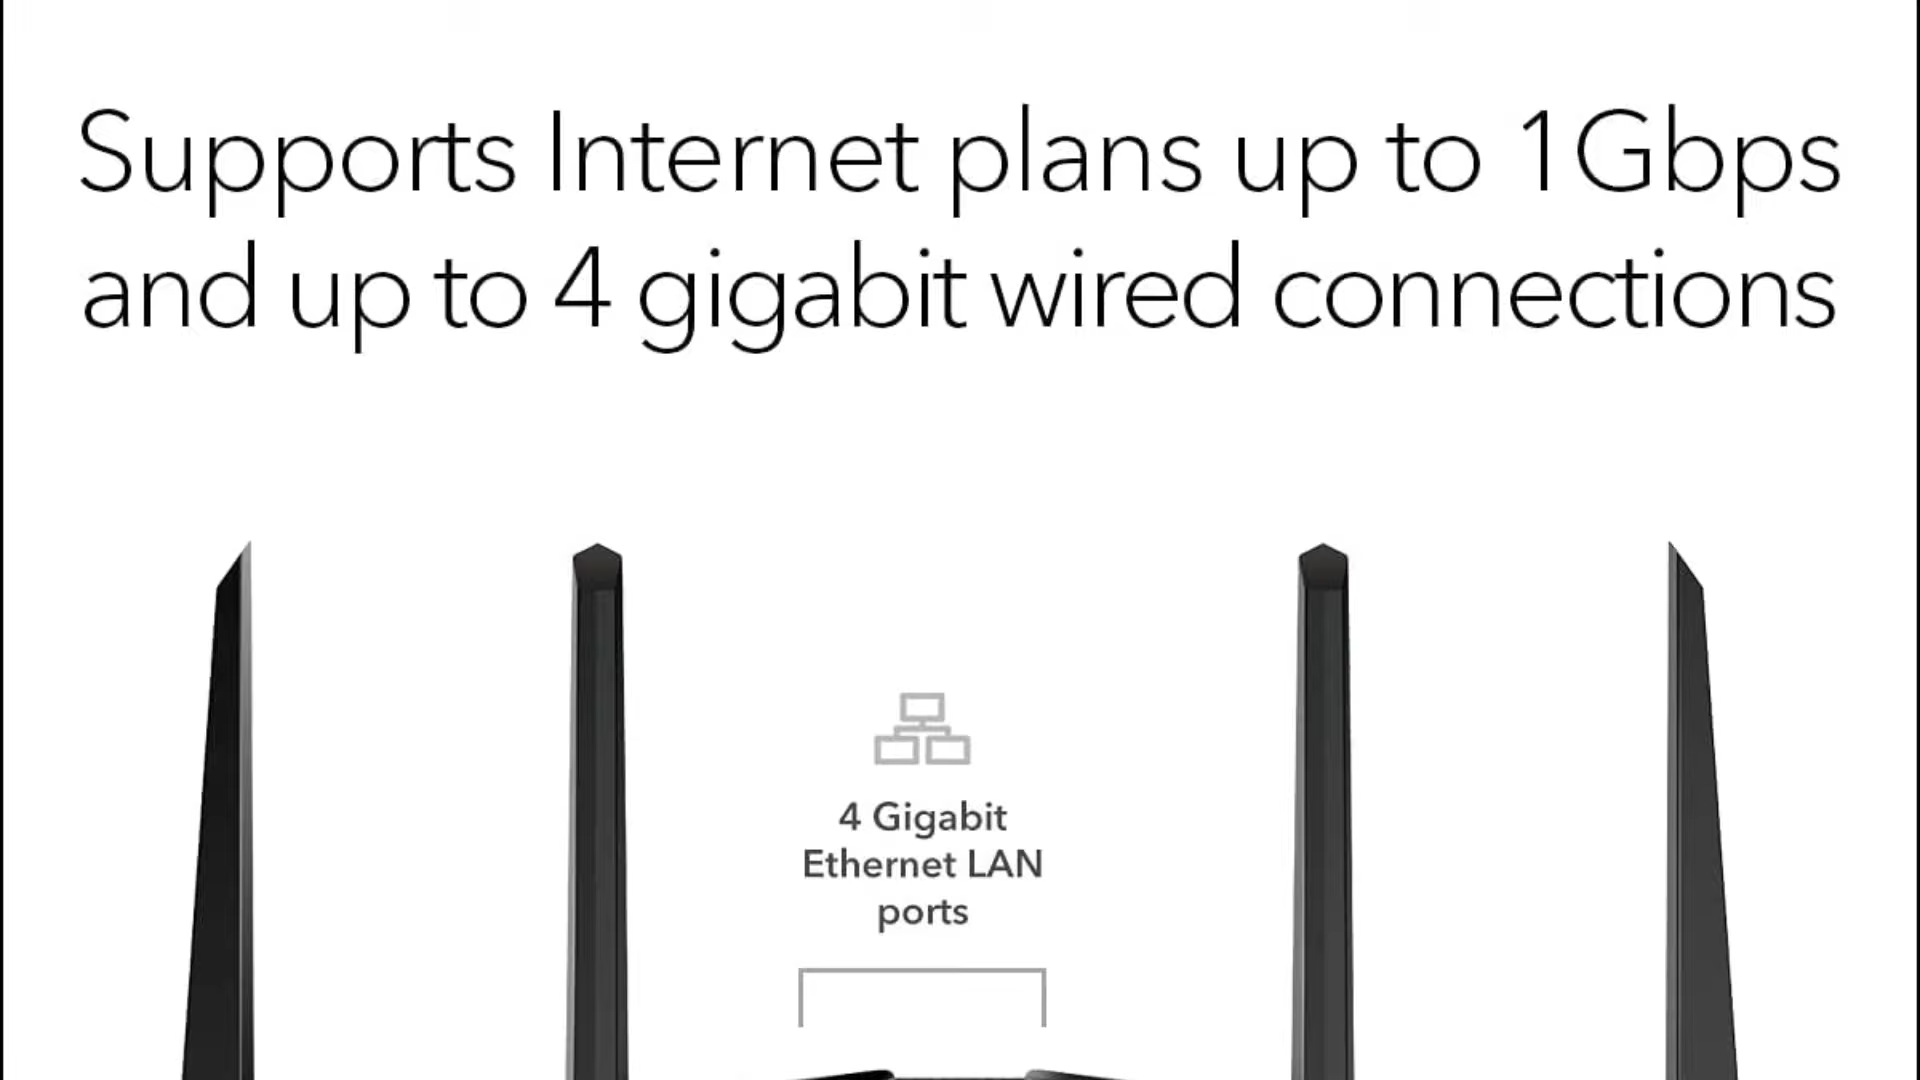 Supports Internet plans up to 1Gbps
and up to 4 gigabit wired connections
4 Gigabit
Ethernet LAN
ports